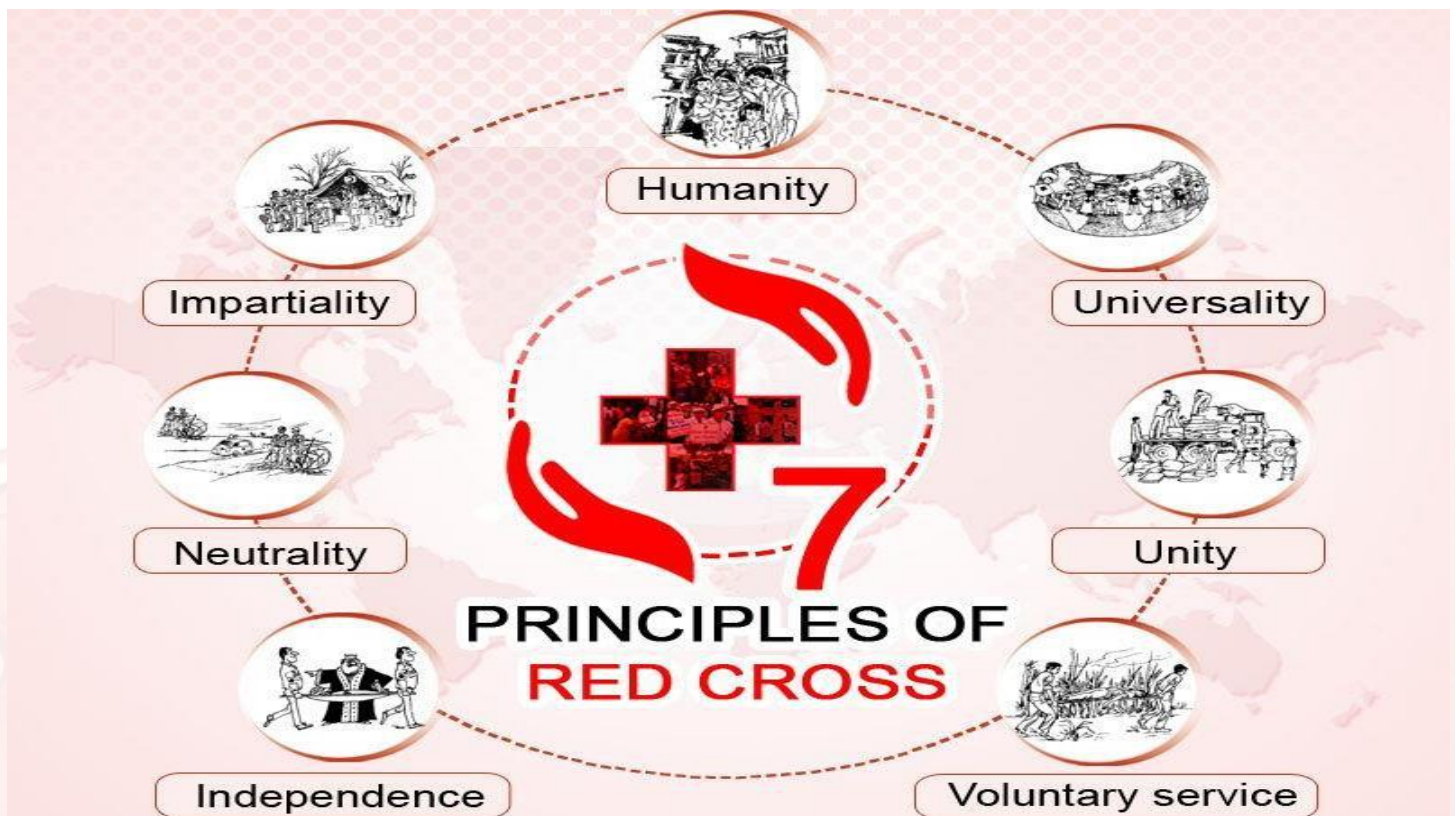 Humanity
Impartiality
Universality
Neutrality
Unity
7
PRINCIPLES OF
RED CROSS
Independence
Voluntary service